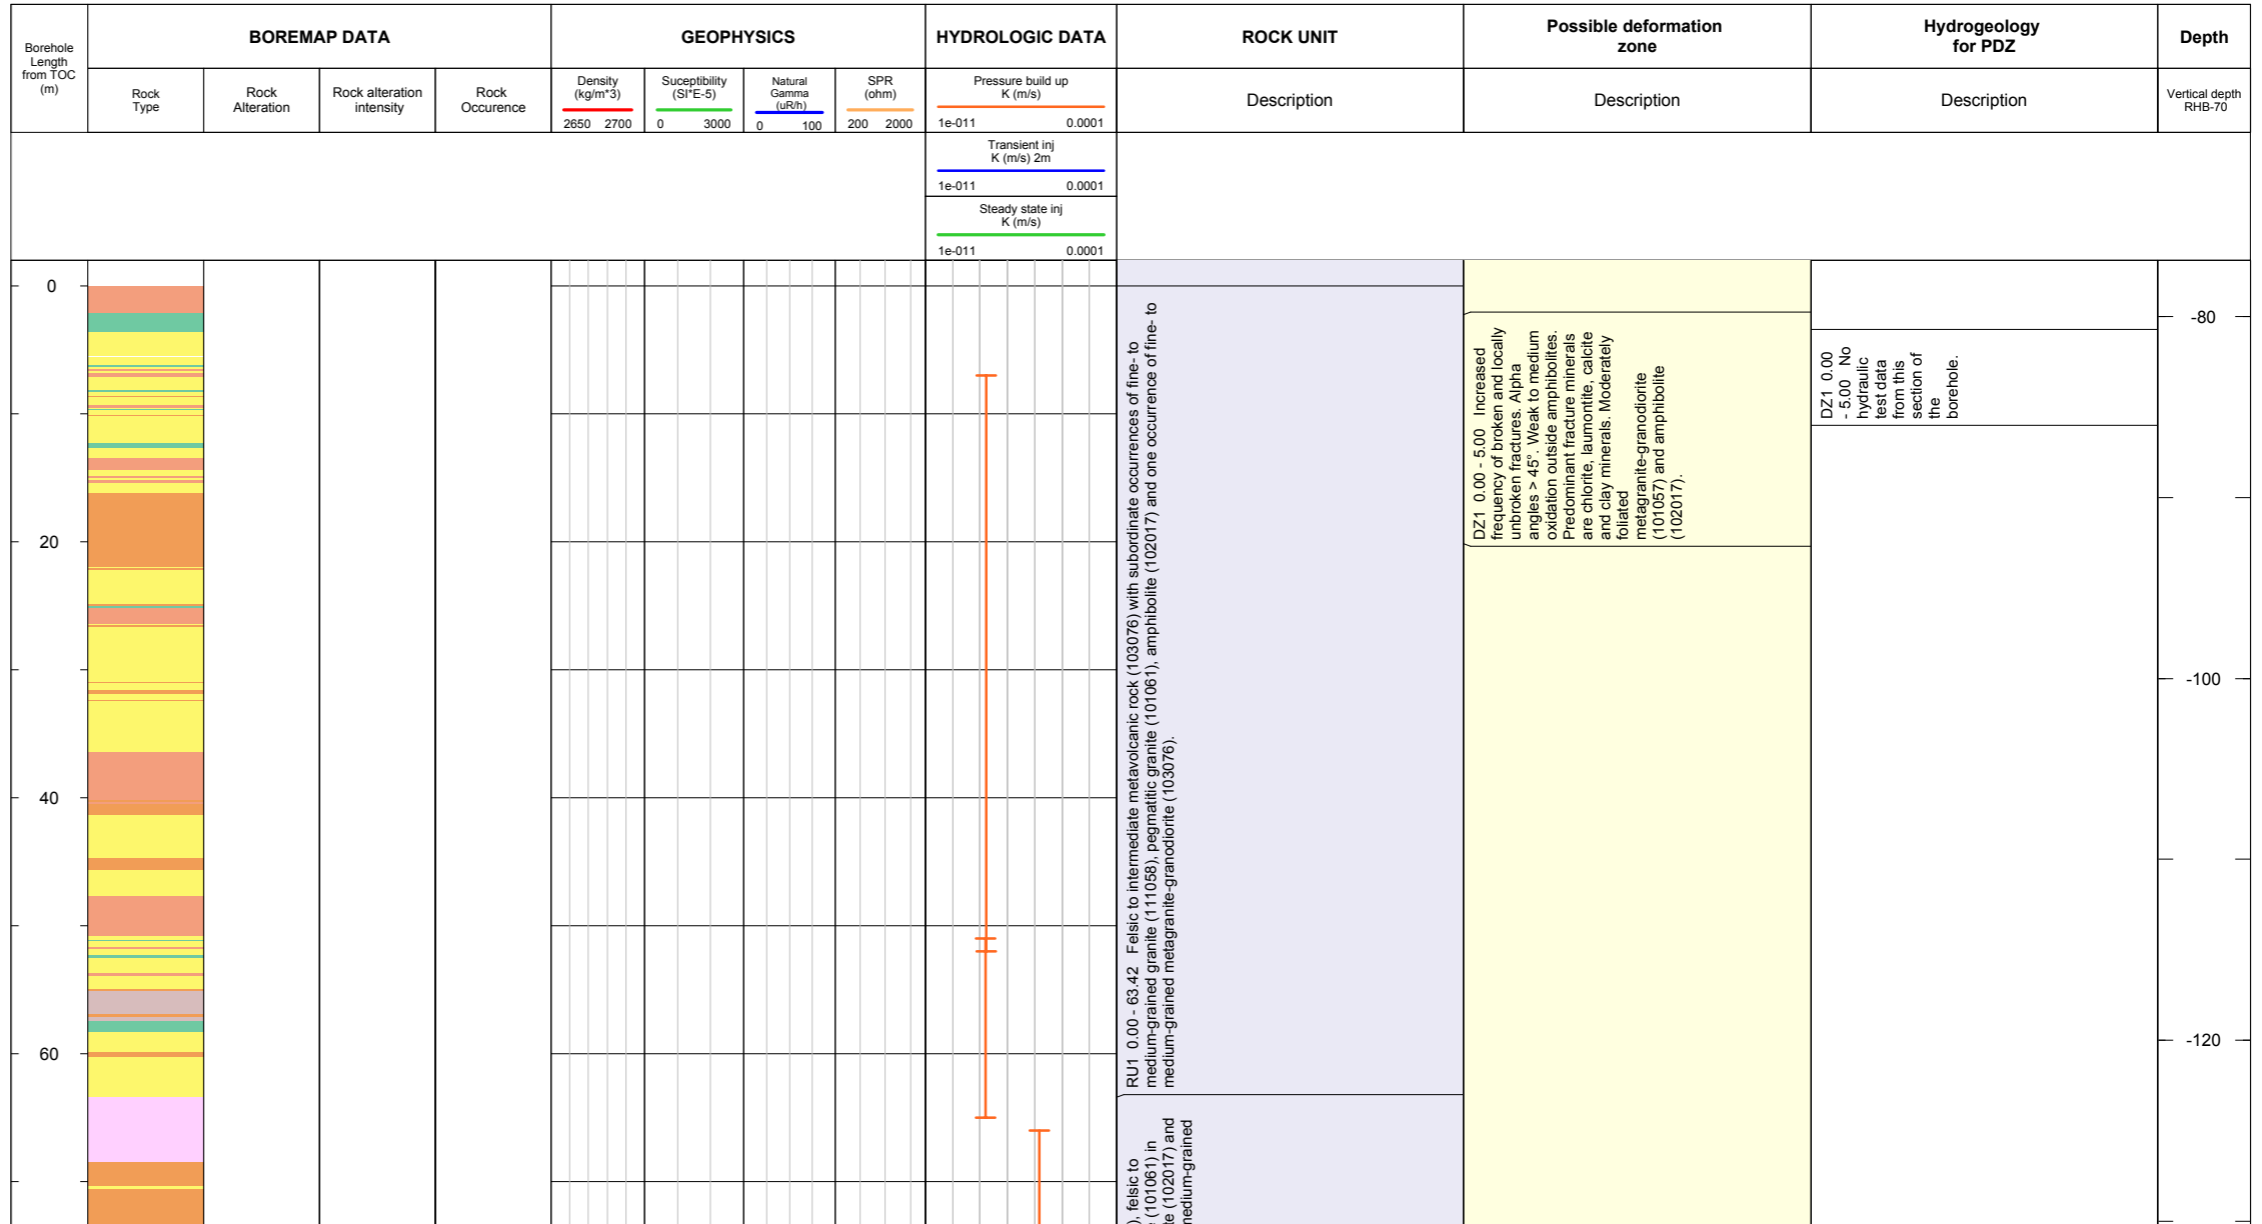 Borehole
Length
from TOC
(m)
BOREMAP DATA
GEOPHYSICS
HYDROLOGIC DATA
ROCK UNIT
Possible deformation
zone
Hydrogeology
for PDZ
Depth
Rock
Type
Rock
Alteration
Rock alteration
intensity
Rock
Occurence
Density
(kg/m*3)
2650 2700
Suceptibility
(SI*E-5)
0 3000
Natural
Gamma
(uR/h)
0 100
SPR
(ohm)
200 2000
Pressure build up
K (m/s)
1e-011 0.0001
Description
Description
Description
Vertical depth
RHB-70
Transient inj
K (m/s) 2m
1e-011 0.0001
Steady state inj
K (m/s)
1e-011 0.0001
0
20
40
60
RU1 0.00 - 63.42 Felsic to intermediate metavolcanic rock (103076) with subordinate occurrences of fine- to
medium-grained granite (111058), pegmatitic granite (101061), amphibolite (102017) and one occurrence of fine- to
medium-grained metagranite-granodiorite (103076).
), felsic to
(101061) in
te (102017) and
medium-grained
DZ1 0.00 - 5.00 Increased
frequency of broken and locally
unbroken fractures. Alpha
angles > 45°. Weak to medium
oxidation outside amphibolites.
Predominant fracture minerals
are chlorite, laumontite, calcite
and clay minerals. Moderately
foliated
metagranite-granodiorite
(101057) and amphibolite
(102017).
DZ1 0.00
- 5.00 No
hydraulic
test data
from this
section of
the
borehole.
-80
-100
-120